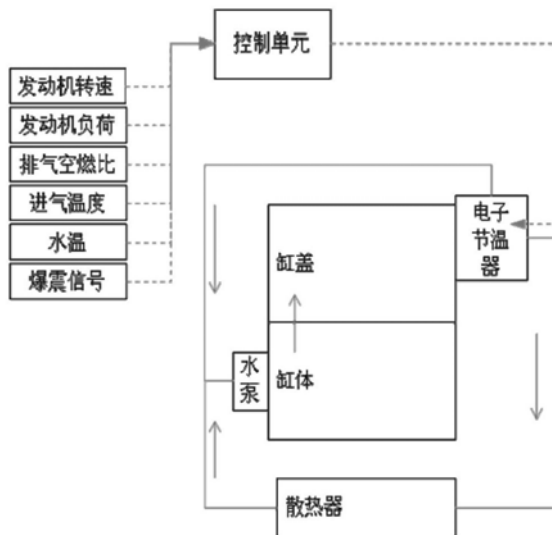 控制单元
发动机转速
发动机负荷
排气空燃比
进气温度
水温
爆震信号
电子
节温
器
缸盖
水
泵
缸体
散热器